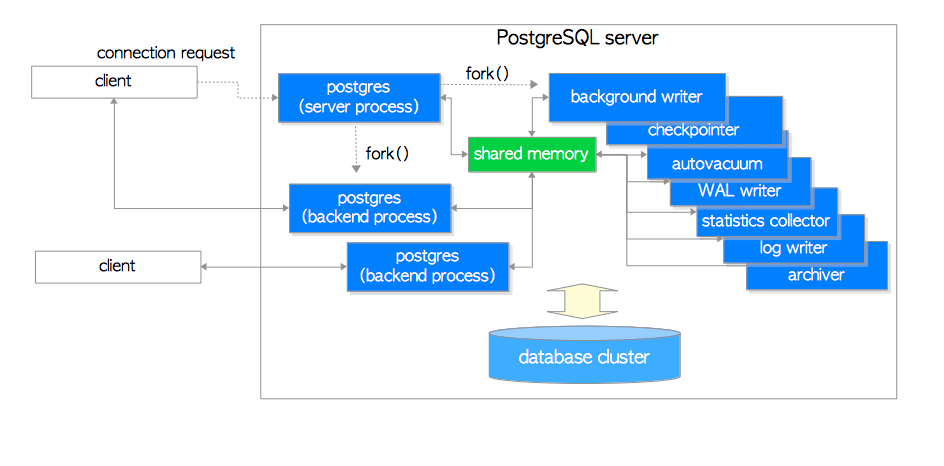 PostgreSQL server
connection request
client
postgres
(server process)
fork()
background writer
checkpointer
fork()
shared memory
autovacuum
WAL writer
postgres
(backend process)
statistics collector
log writer
client
postgres
(backend process)
archiver
database cluster